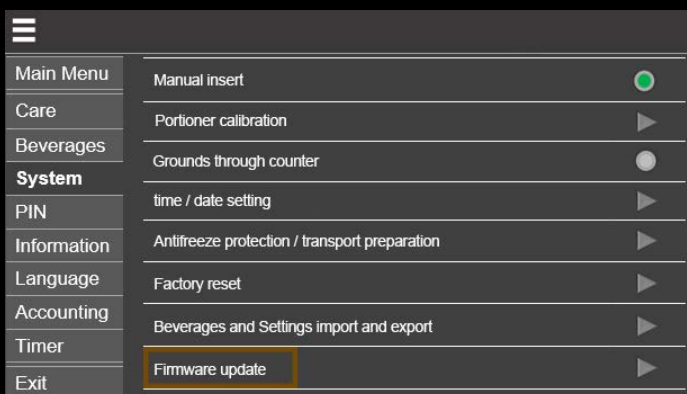 Main Menu
Care
Beverages
System
PIN
Information
Language
Accounting
Timer
Exit
Manual insert
Portioner calibration
Grounds through counter
time / date setting
Antifreeze protection / transport preparation
Factory reset
Beverages and Settings import and export
Firmware update